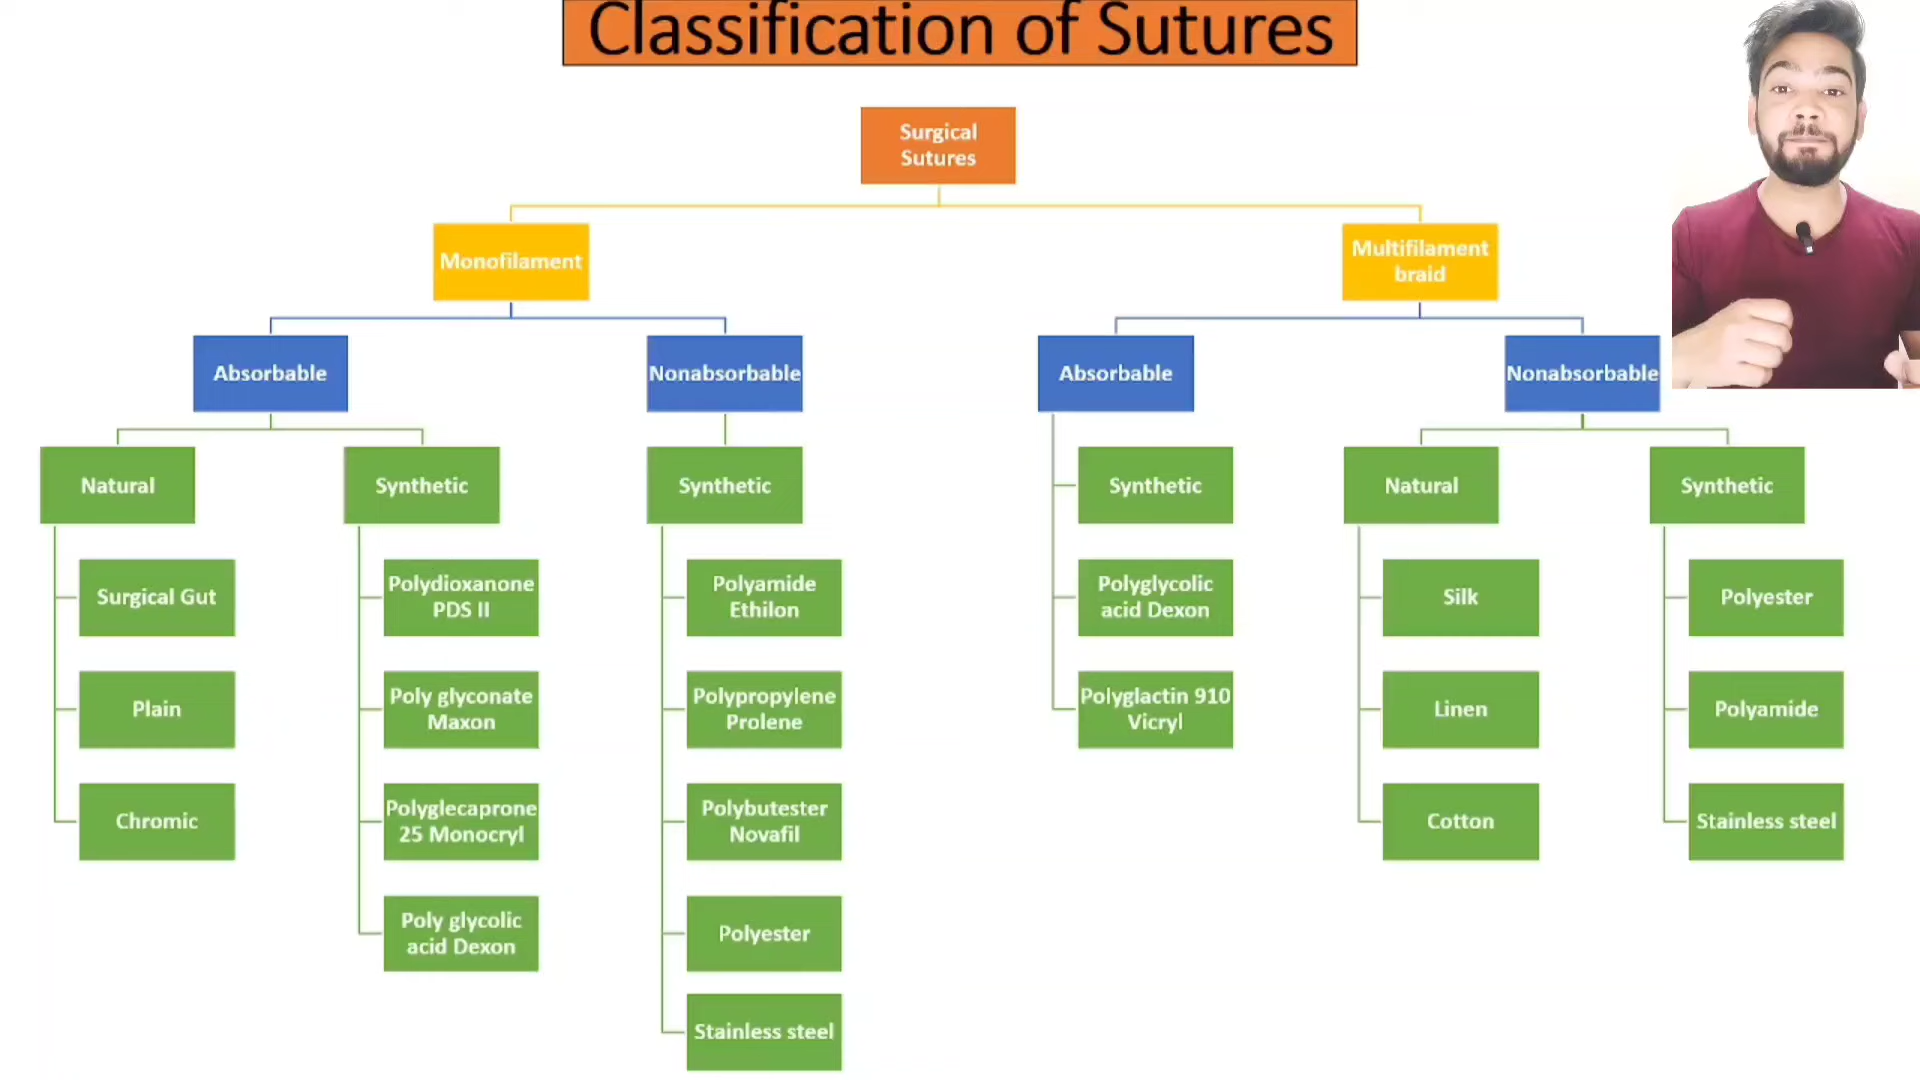 Classification of Sutures
Surgical
Sutures
Monofilament
Multifilament
braid
Absorbable
Nonabsorbable
Absorbable
Nonabsorbable
Natural
Synthetic
Synthetic
Synthetic
Natural
Synthetic
Surgical Gut
Plain
Chromic
Polydioxanone
PDS II
Poly glyconate
Maxon
Polyglecaprone
25 Monocryl
Poly glycolic
acid Dexon
Polyamide
Ethilon
Polypropylene
Prolene
Polybutester
Novafil
Polyester
Stainless steel
Polyglycolic
acid Dexon
Polyglactin 910
Vicryl
Silk
Linen
Cotton
Polyester
Polyamide
Stainless steel